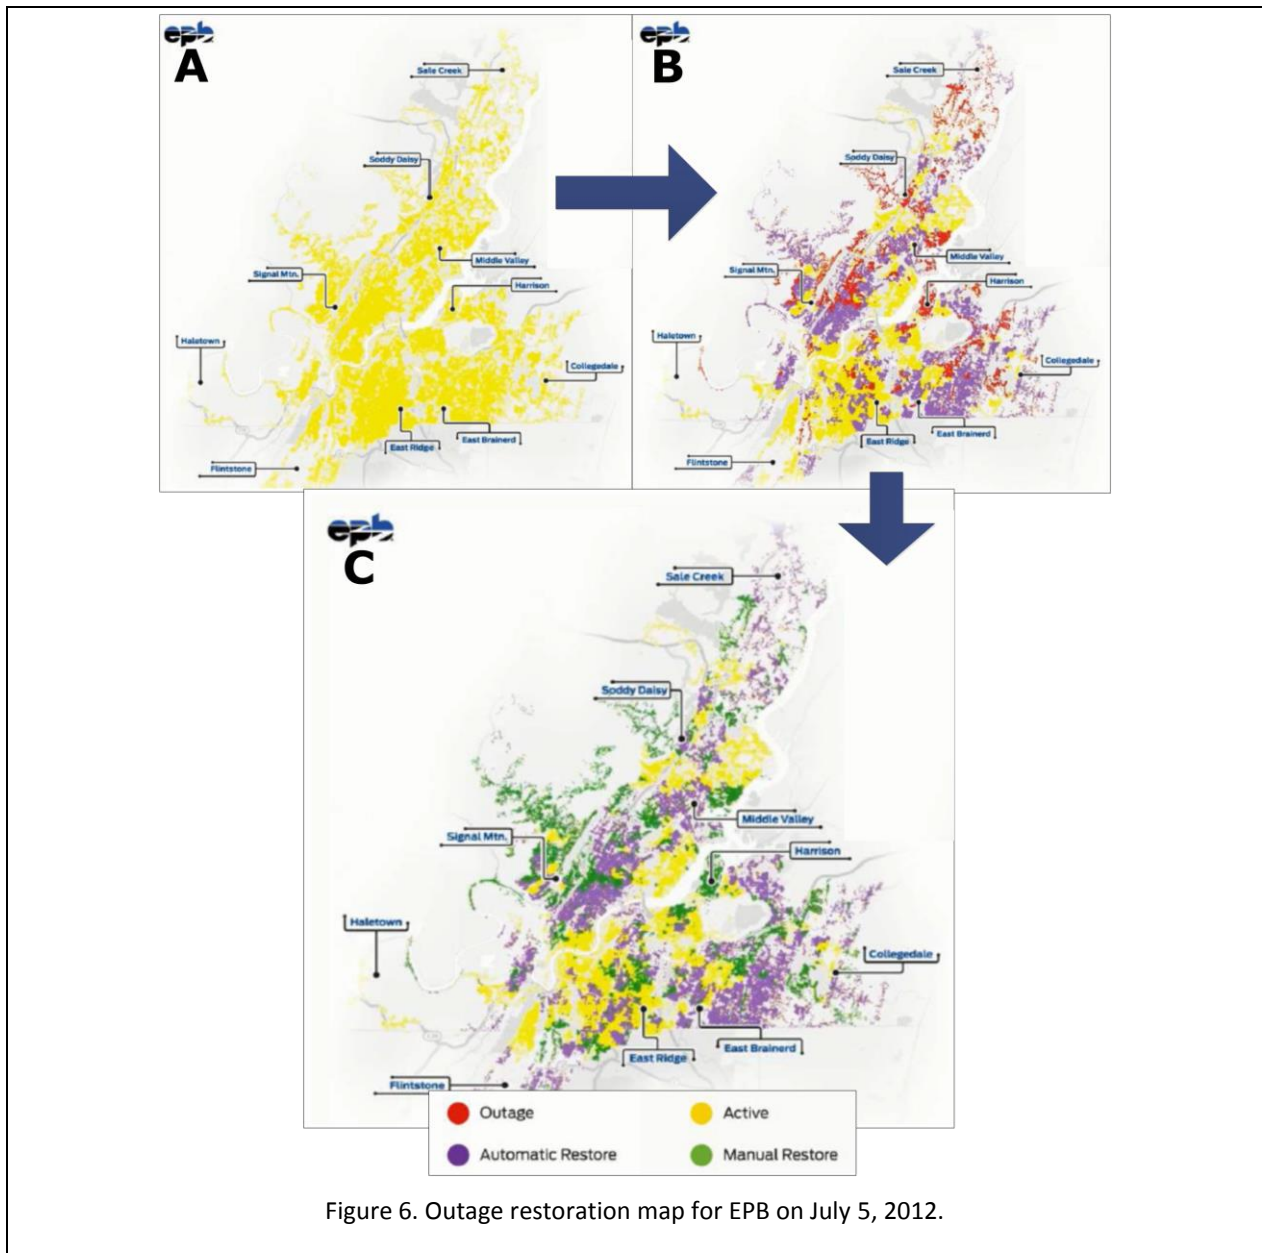 epb
A
Sale Creek
Soddy Daisy
Middle Valley
Signal Mtn.
Harrison
Haletown
Collegedale
East Ridge
East Brainerd
Flintstone
epb
B
Sale Creek
Soddy Daisy
Middle Valley
Signal Mtn.
Harrison
Haletown
Collegedale
East Ridge
East Brainerd
Flintstone
epb
C
Sale Creek
Soddy Daisy
Middle Valley
Signal Mtn.
Harrison
Haletown
Collegedale
East Brainerd
East Ridge
Flintstone
Outage
Active
Automatic Restore
Manual Restore
Figure 6. Outage restoration map for EPB on July 5, 2012.